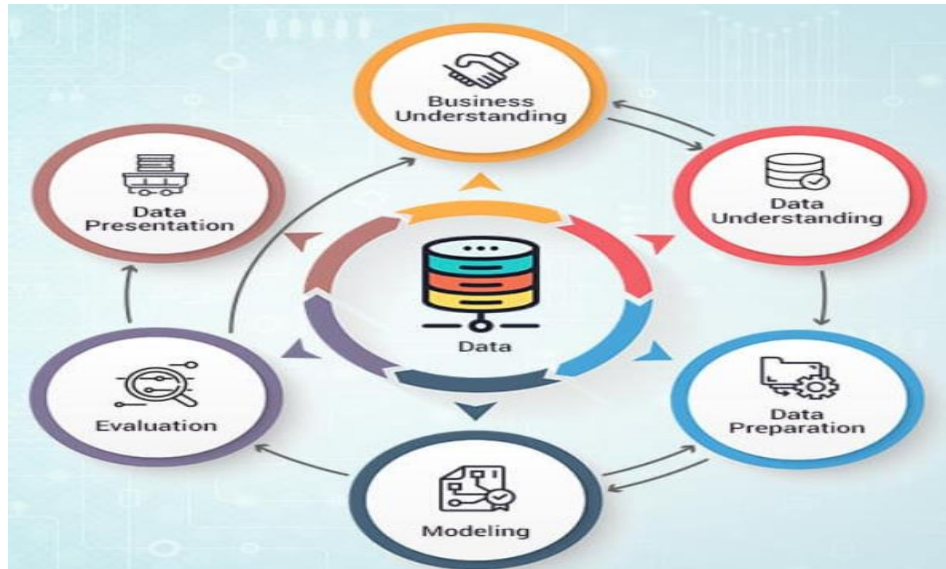 Business
Understanding
Data
Understanding
Data
Preparation
Modeling
Evaluation
Data
Presentation
Data